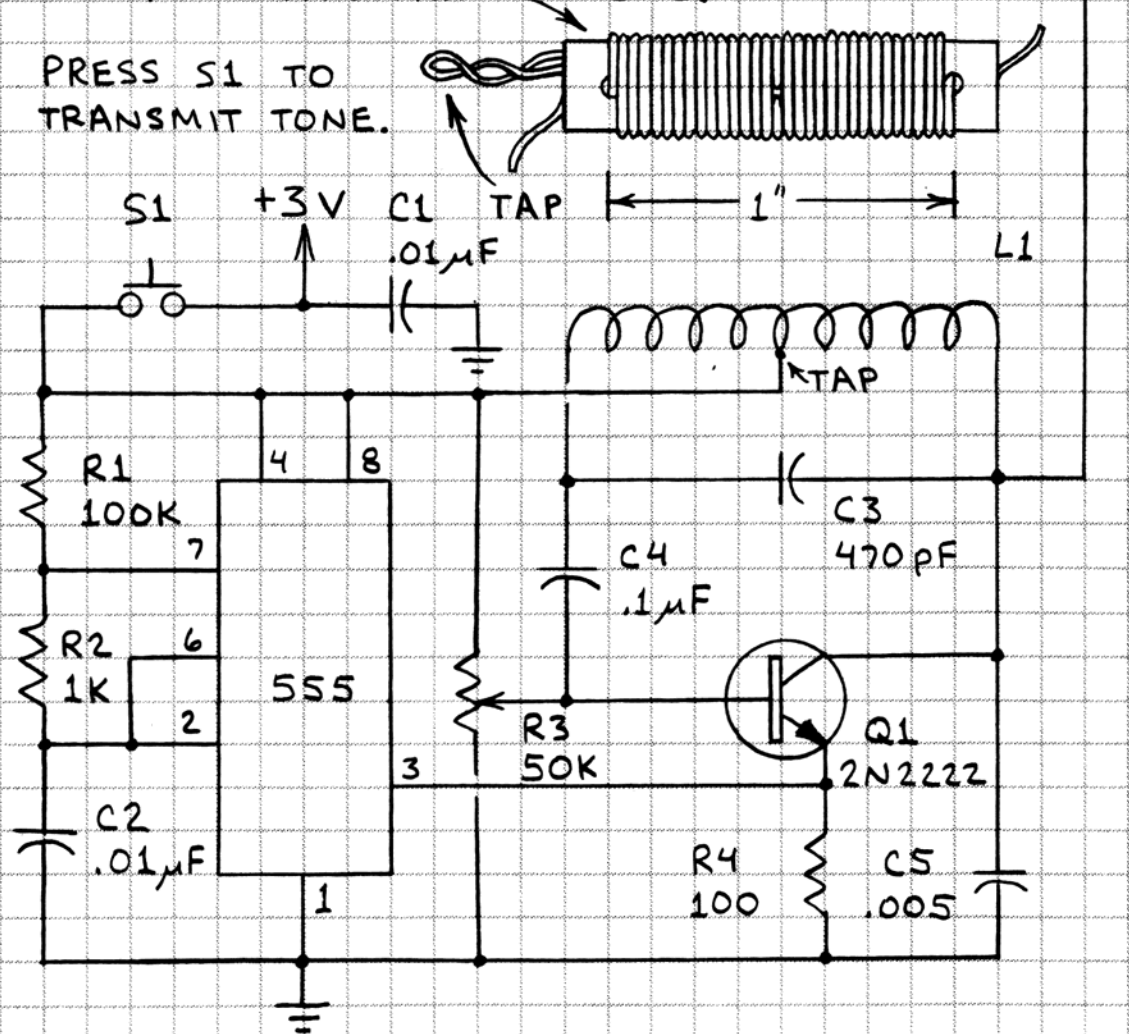 PRESS S1 TO
TRANSMIT TONE.
TAP
1"
S1
+3V
C1
.01µF
L1
TAP
R1
100K
4
8
7
C3
470pF
C4
.1µF
R2
1K
6
2
555
R3
50K
3
Q1
2N2222
C2
.01µF
1
R4
100
C5
.005